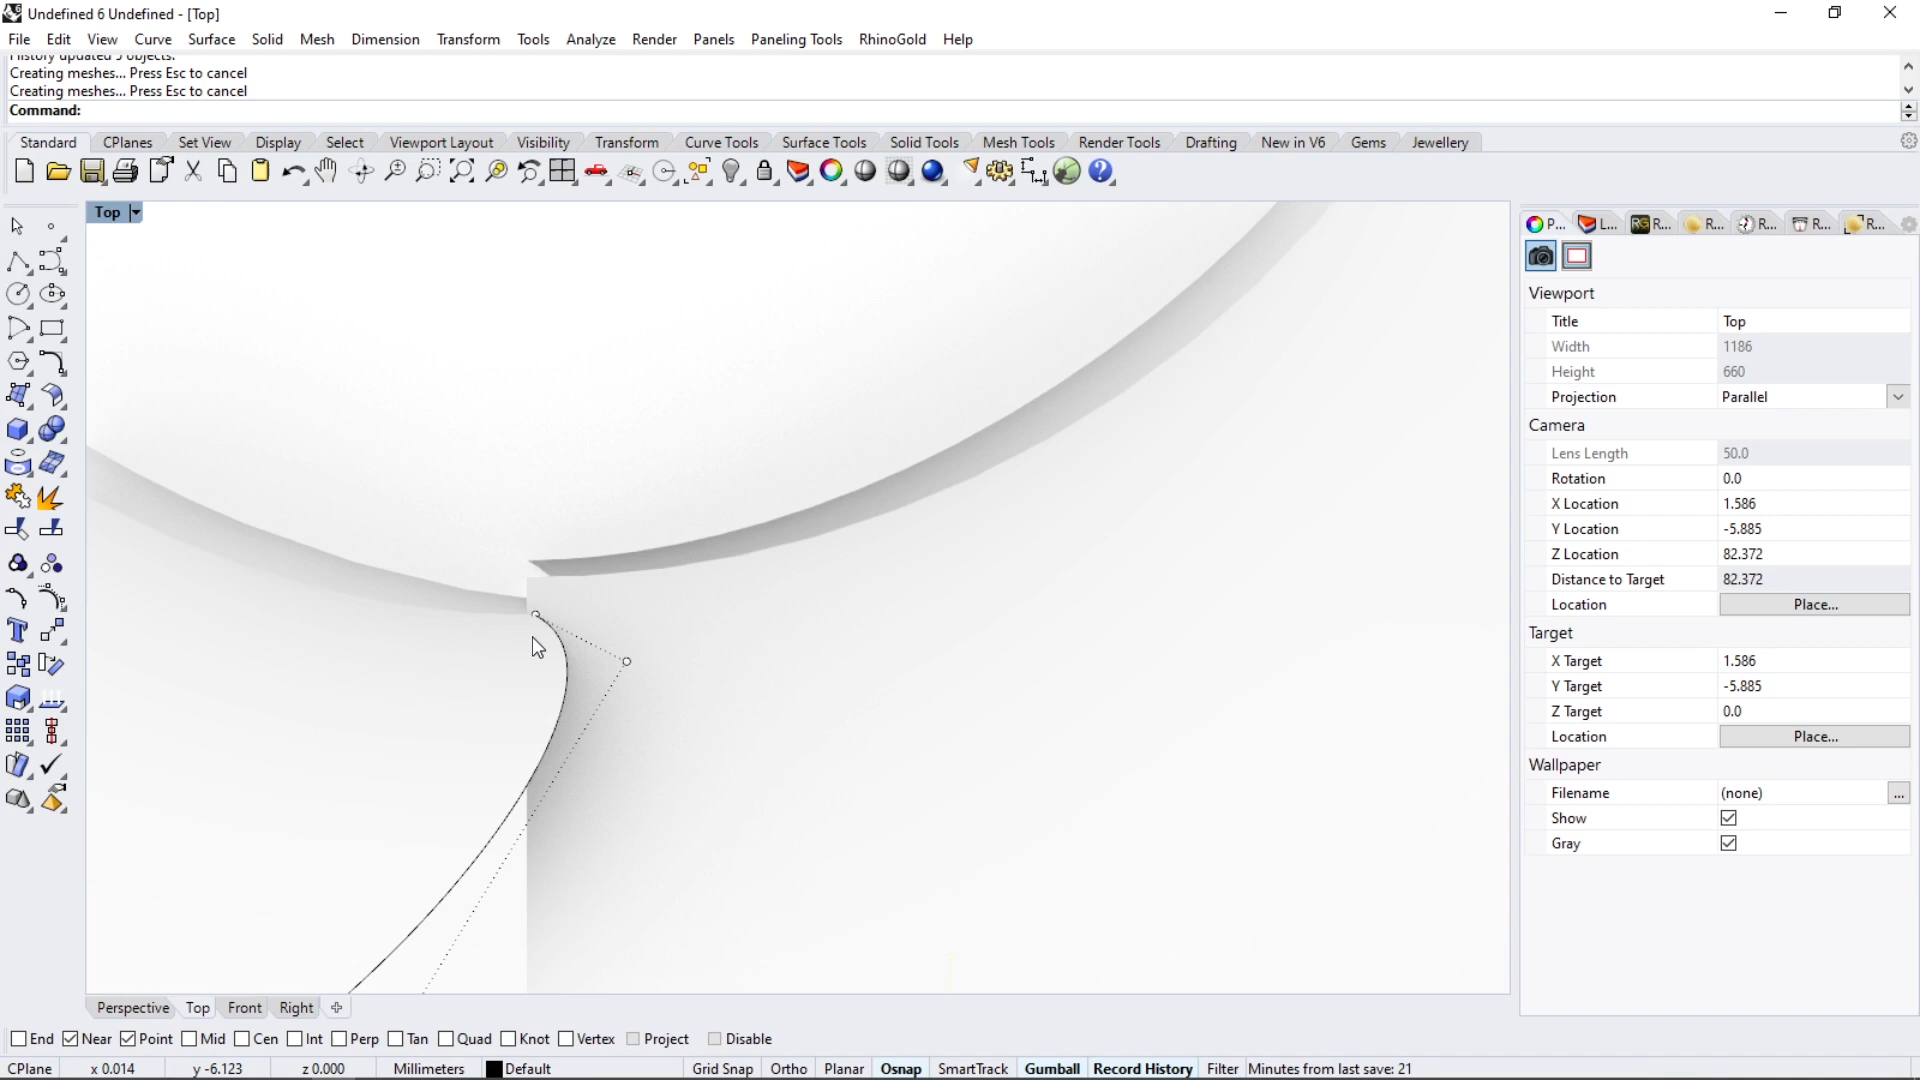 Undefined 6 Undefined - [Top]
File Edit View Curve Surface Solid Mesh Dimension Transform Tools Analyze Render Panels Paneling Tools RhinoGold Help
History updated 5 objects.
Creating meshes... Press Esc to cancel
Creating meshes... Press Esc to cancel
Command:
Standard CPlanes Set View Display Select Viewport Layout Visibility Transform Curve Tools Surface Tools Solid Tools Mesh Tools Render Tools Drafting New in V6 Gems Jewellery
Top
P... L... RG R... R... R... R... R...
Viewport
Title Top
Width 1186
Height 660
Projection Parallel
Camera
Lens Length 50.0
Rotation 0.0
X Location 1.586
Y Location -5.885
Z Location 82.372
Distance to Target 82.372
Location Place...
Target
X Target 1.586
Y Target -5.885
Z Target 0.0
Location Place...
Wallpaper
Filename (none) ...
Show
Gray
Perspective Top Front Right
End Near Point Mid Cen Int Perp Tan Quad Knot Vertex Project Disable
CPlane x 0.014 y -6.123 z 0.000 Millimeters Default Grid Snap Ortho Planar Osnap SmartTrack Gumball Record History Filter Minutes from last save: 21